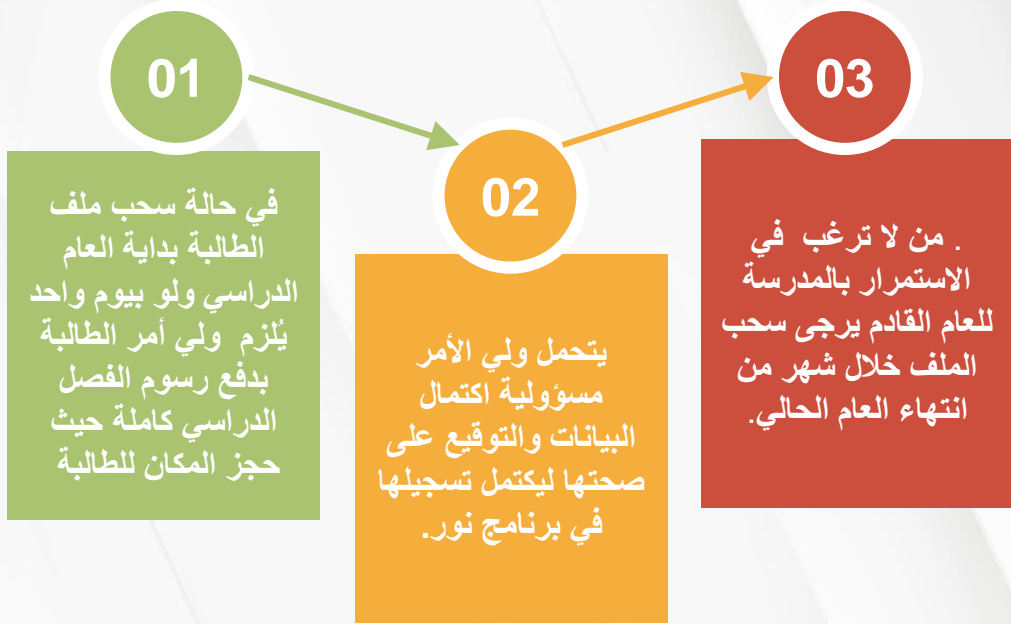 01
في حالة سحب ملف
الطالبة بداية العام
الدراسي ولو بيوم واحد
يُلزم ولي أمر الطالبة
بدفع رسوم الفصل
الدراسي كاملة حيث
حجز المكان للطالبة
02
يتحمل ولي الأمر
مسؤولية اكتمال
البيانات والتوقيع على
صحتها ليكتمل تسجيلها
في برنامج نور.
03
. من لا ترغب في
الاستمرار بالمدرسة
للعام القادم يرجى سحب
الملف خلال شهر من
انتهاء العام الحالي.